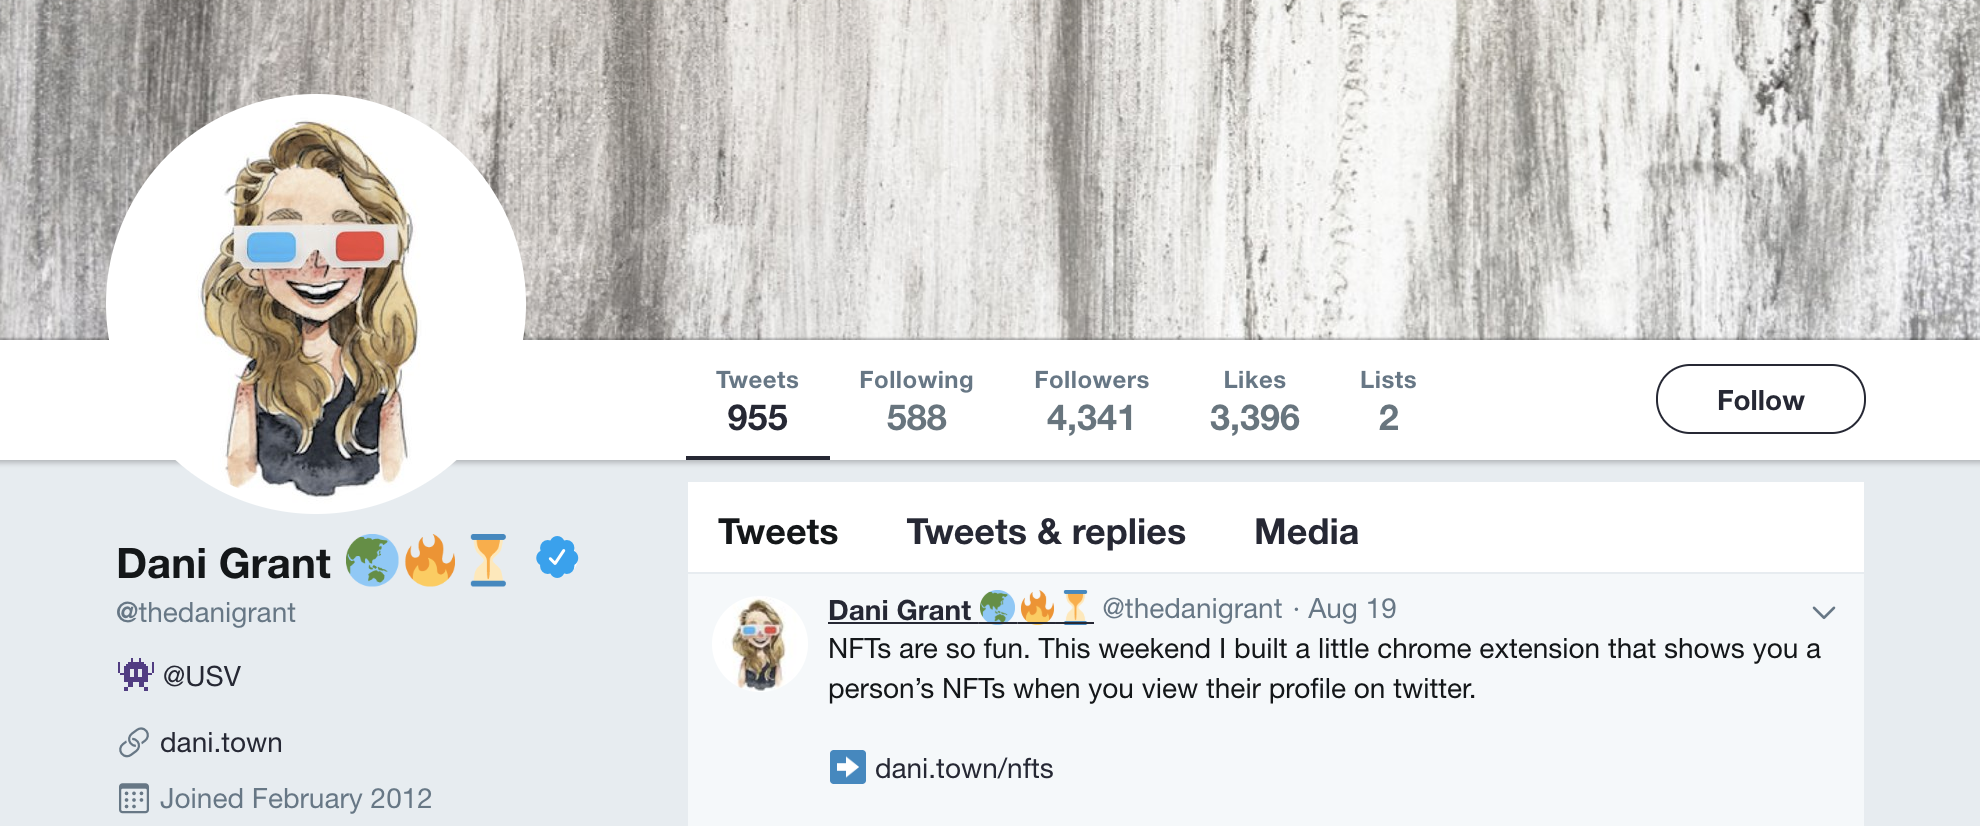 Tweets Following Followers Likes Lists
955 588 4,341 3,396 2
Follow
Dani Grant 🌏🔥⏳
@thedanigrant
👾 @USV
dani.town
Joined February 2012
Tweets Tweets & replies Media
Dani Grant 🌏🔥⏳ @thedanigrant · Aug 19
NFTs are so fun. This weekend I built a little chrome extension that shows you a
person’s NFTs when you view their profile on twitter.
➡️ dani.town/nfts